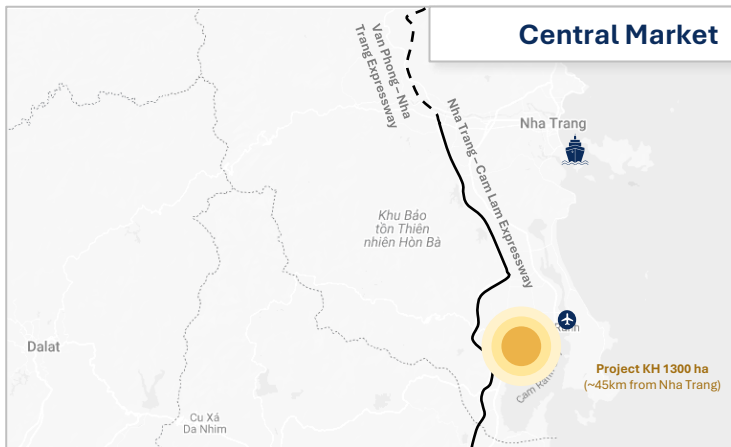 Central Market
Van Phong – Nha
Trang Expressway
Nha Trang – Cam Lam Expressway
Nha Trang
Khu Bảo
tồn Thiên
nhiên Hòn Bà
Dalat
Project KH 1300 ha
(~45km from Nha Trang)
Cu Xá
Da Nhim